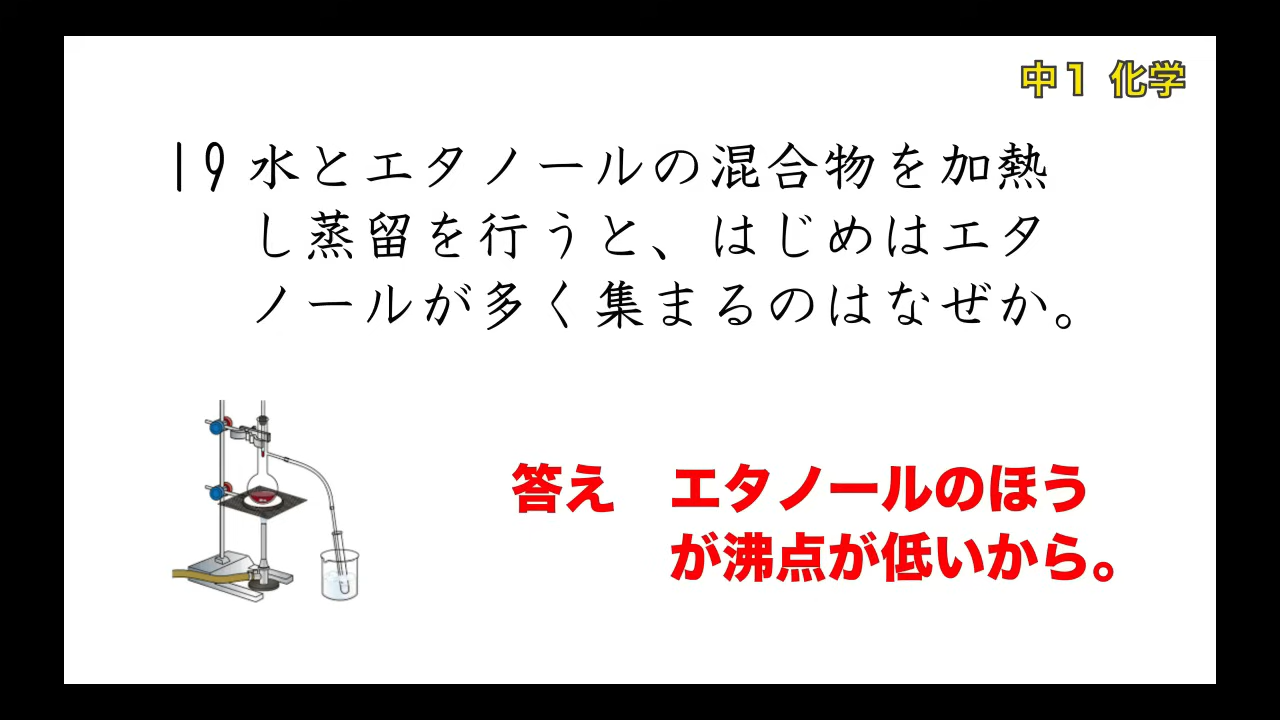 中1 化学
19 水とエタノールの混合物を加熱
し蒸留を行うと、はじめはエタ
ノールが多く集まるのはなぜか。
答え エタノールのほう
が沸点が低いから。